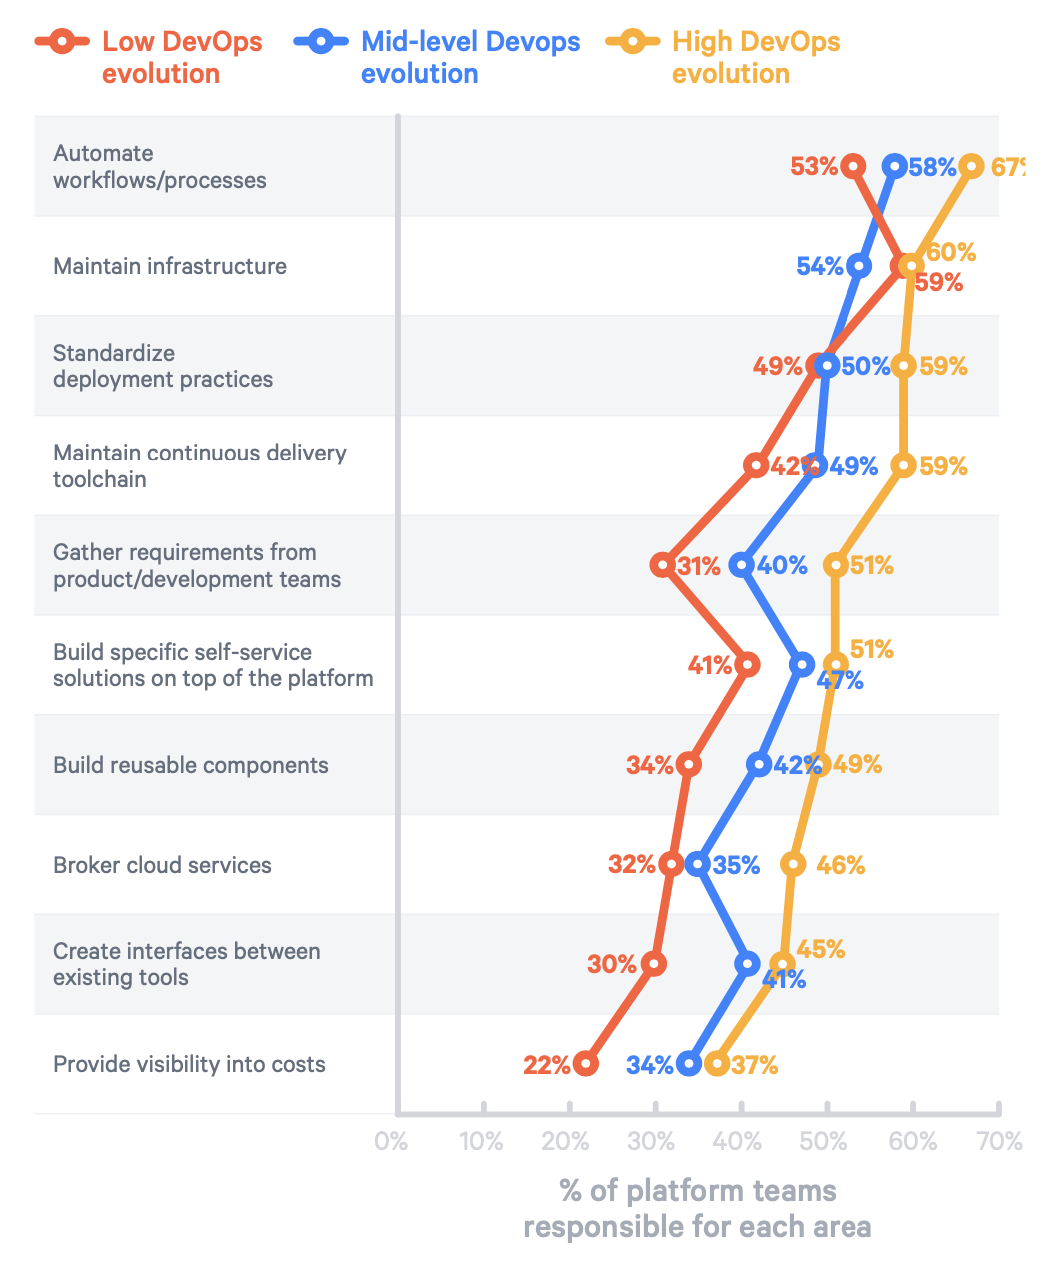 Low DevOps
evolution
Mid-level Devops
evolution
High DevOps
evolution
Automate
workflows/processes
53% 58% 67%
Maintain infrastructure
54% 60%
59%
Standardize
deployment practices
49% 50% 59%
Maintain continuous delivery
toolchain
42% 49% 59%
Gather requirements from
product/development teams
31% 40% 51%
Build specific self-service
solutions on top of the platform
41% 51%
47%
Build reusable components
34% 42% 49%
Broker cloud services
32% 35% 46%
Create interfaces between
existing tools
30% 45%
41%
Provide visibility into costs
22% 34% 37%
0% 10% 20% 30% 40% 50% 60% 70%
% of platform teams
responsible for each area